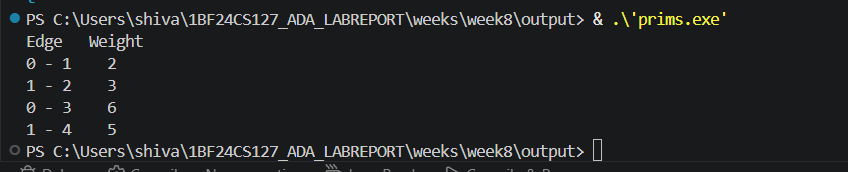 PS C:\Users\shiva\1BF24CS127_ADA_LABREPORT\weeks\week8\output> & .\'prims.exe'
Edge   Weight
0 - 1    2
1 - 2    3
0 - 3    6
1 - 4    5
PS C:\Users\shiva\1BF24CS127_ADA_LABREPORT\weeks\week8\output>